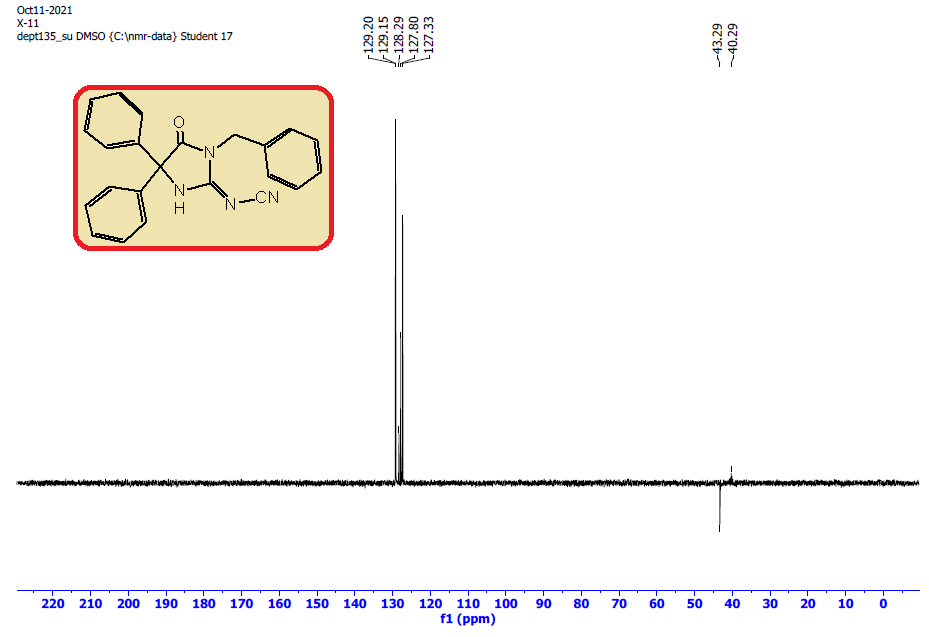 Oct11-2021
X-11
dept135_su DMSO {C:\nmr-data} Student 17
129.20
129.15
128.29
127.80
127.33
43.29
40.29
O
N
N
H
N
CN
220 210 200 190 180 170 160 150 140 130 120 110 100 90 80 70 60 50 40 30 20 10 0
f1 (ppm)